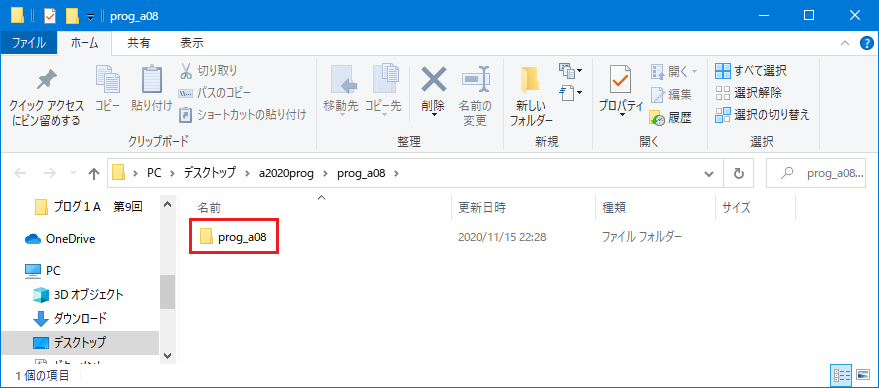 prog_a08
ファイル ホーム 共有 表示
クイック アクセス
にピン留めする
コピー
貼り付け
切り取り
パスのコピー
ショートカットの貼り付け
クリップボード
移動先
コピー先
削除
名前の
変更
整理
新しい
フォルダー
新規
プロパティ
開く
編集
履歴
開く
すべて選択
選択解除
選択の切り替え
選択
PC › デスクトップ › a2020prog › prog_a08 ›
prog_a08...
プログ1A 第9回
OneDrive
PC
3D オブジェクト
ダウンロード
デスクトップ
名前 更新日時 種類 サイズ
prog_a08 2020/11/15 22:28 ファイル フォルダー
1 個の項目